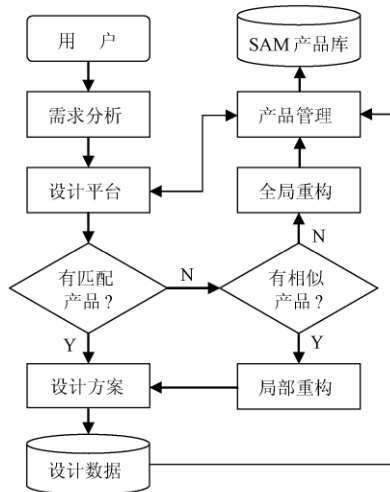 用 户
SAM 产品库
需求分析
产品管理
设计平台
全局重构
N
有匹配
产品？
N
有相似
产品？
Y
Y
设计方案
局部重构
设计数据